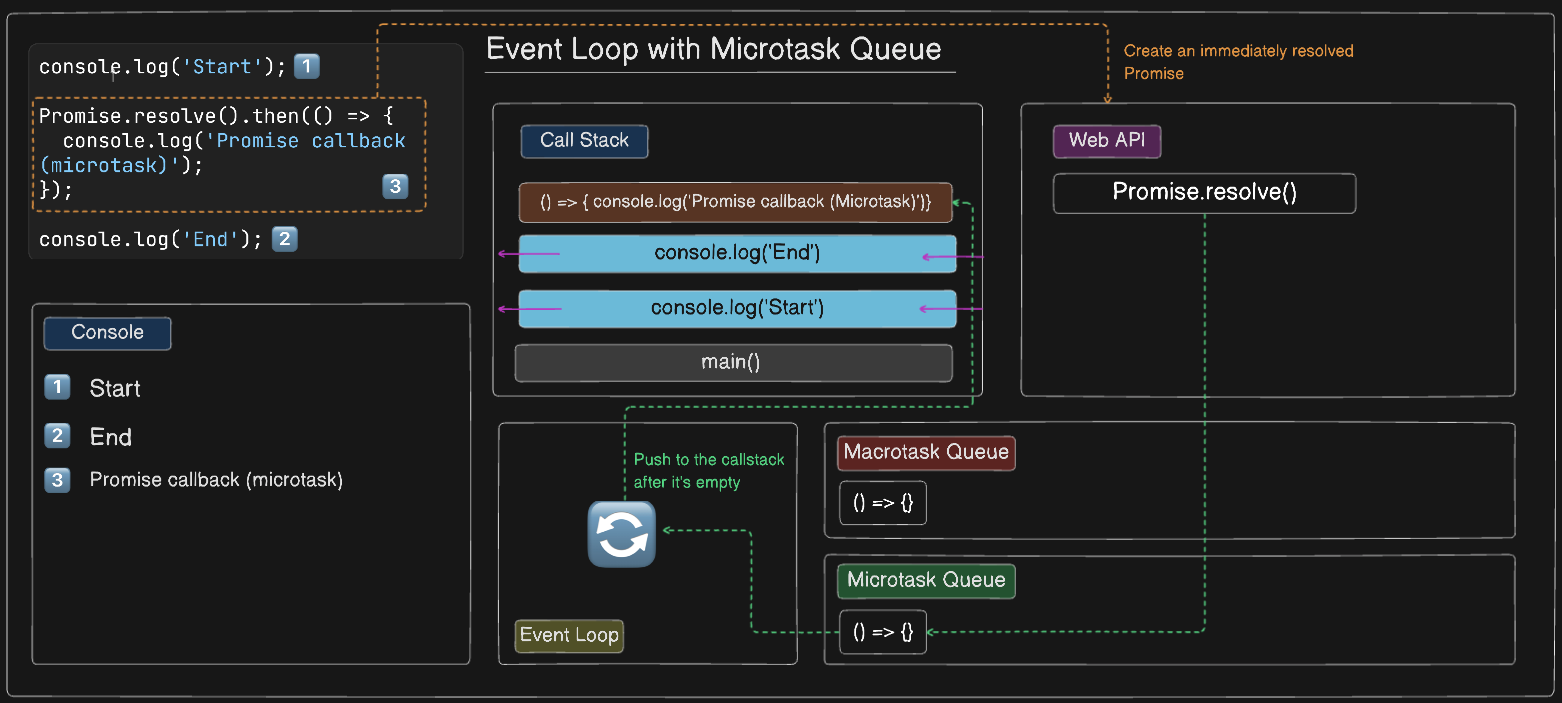 Event Loop with Microtask Queue
console.log('Start'); 1
Promise.resolve().then(() => {
console.log('Promise callback
(microtask)');
});
3
console.log('End'); 2
Console
1 Start
2 End
3 Promise callback (microtask)
Call Stack
() => { console.log('Promise callback (Microtask)')}
console.log('End')
console.log('Start')
main()
Create an immediately resolved
Promise
Web API
Promise.resolve()
Push to the callstack
after it's empty
Event Loop
Macrotask Queue
() => {}
Microtask Queue
() => {}